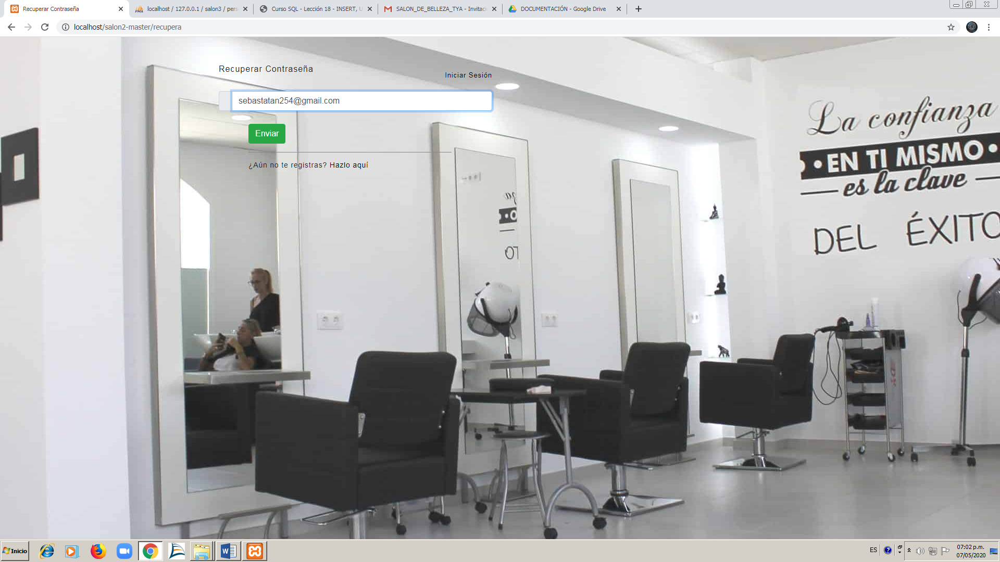 Recuperar Contraseña
localhost / 127.0.0.1 / salon3 / pers
Curso SQL - Lección 18 - INSERT, U
SALON_DE_BELLEZA_TYA - Invitaci
DOCUMENTACIÓN - Google Drive
localhost/salon2-master/recupera
Recuperar Contraseña
Iniciar Sesión
sebastatan254@gmail.com
Enviar
¿Aún no te registras? Hazlo aquí
La confianza
EN TI MISMO
es la clave
DEL ÉXITO
Inicio
ES
07:02 p.m.
07/05/2020